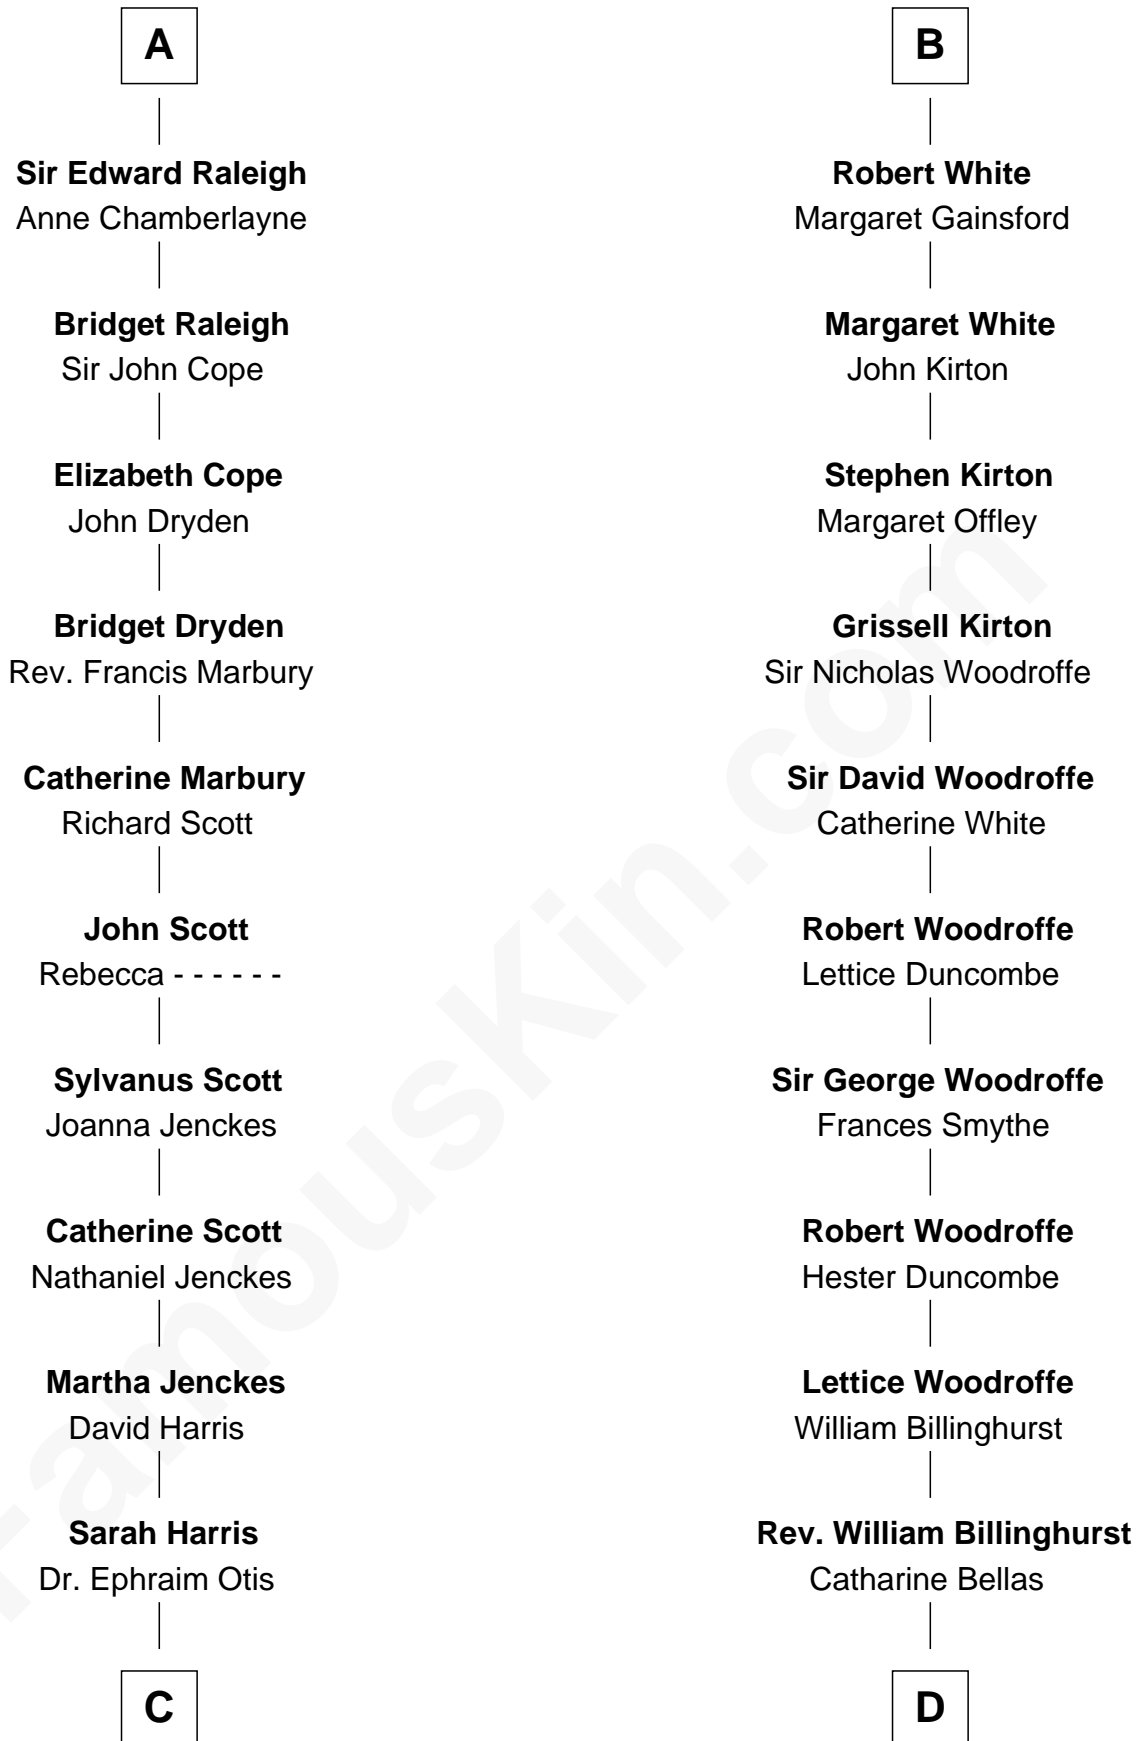 A
Sir Edward Raleigh
Anne Chamberlayne
Bridget Raleigh
Sir John Cope
Elizabeth Cope
John Dryden
Bridget Dryden
Rev. Francis Marbury
Catherine Marbury
Richard Scott
John Scott
Rebecca - - - - - -
Sylvanus Scott
Joanna Jenckes
Catherine Scott
Nathaniel Jenckes
Martha Jenckes
David Harris
Sarah Harris
Dr. Ephraim Otis
C
B
Robert White
Margaret Gainsford
Margaret White
John Kirton
Stephen Kirton
Margaret Offley
Grissell Kirton
Sir Nicholas Woodroffe
Sir David Woodroffe
Catherine White
Robert Woodroffe
Lettice Duncombe
Sir George Woodroffe
Frances Smythe
Robert Woodroffe
Hester Duncombe
Lettice Woodroffe
William Billinghurst
Rev. William Billinghurst
Catharine Bellas
D
FamousKin.com